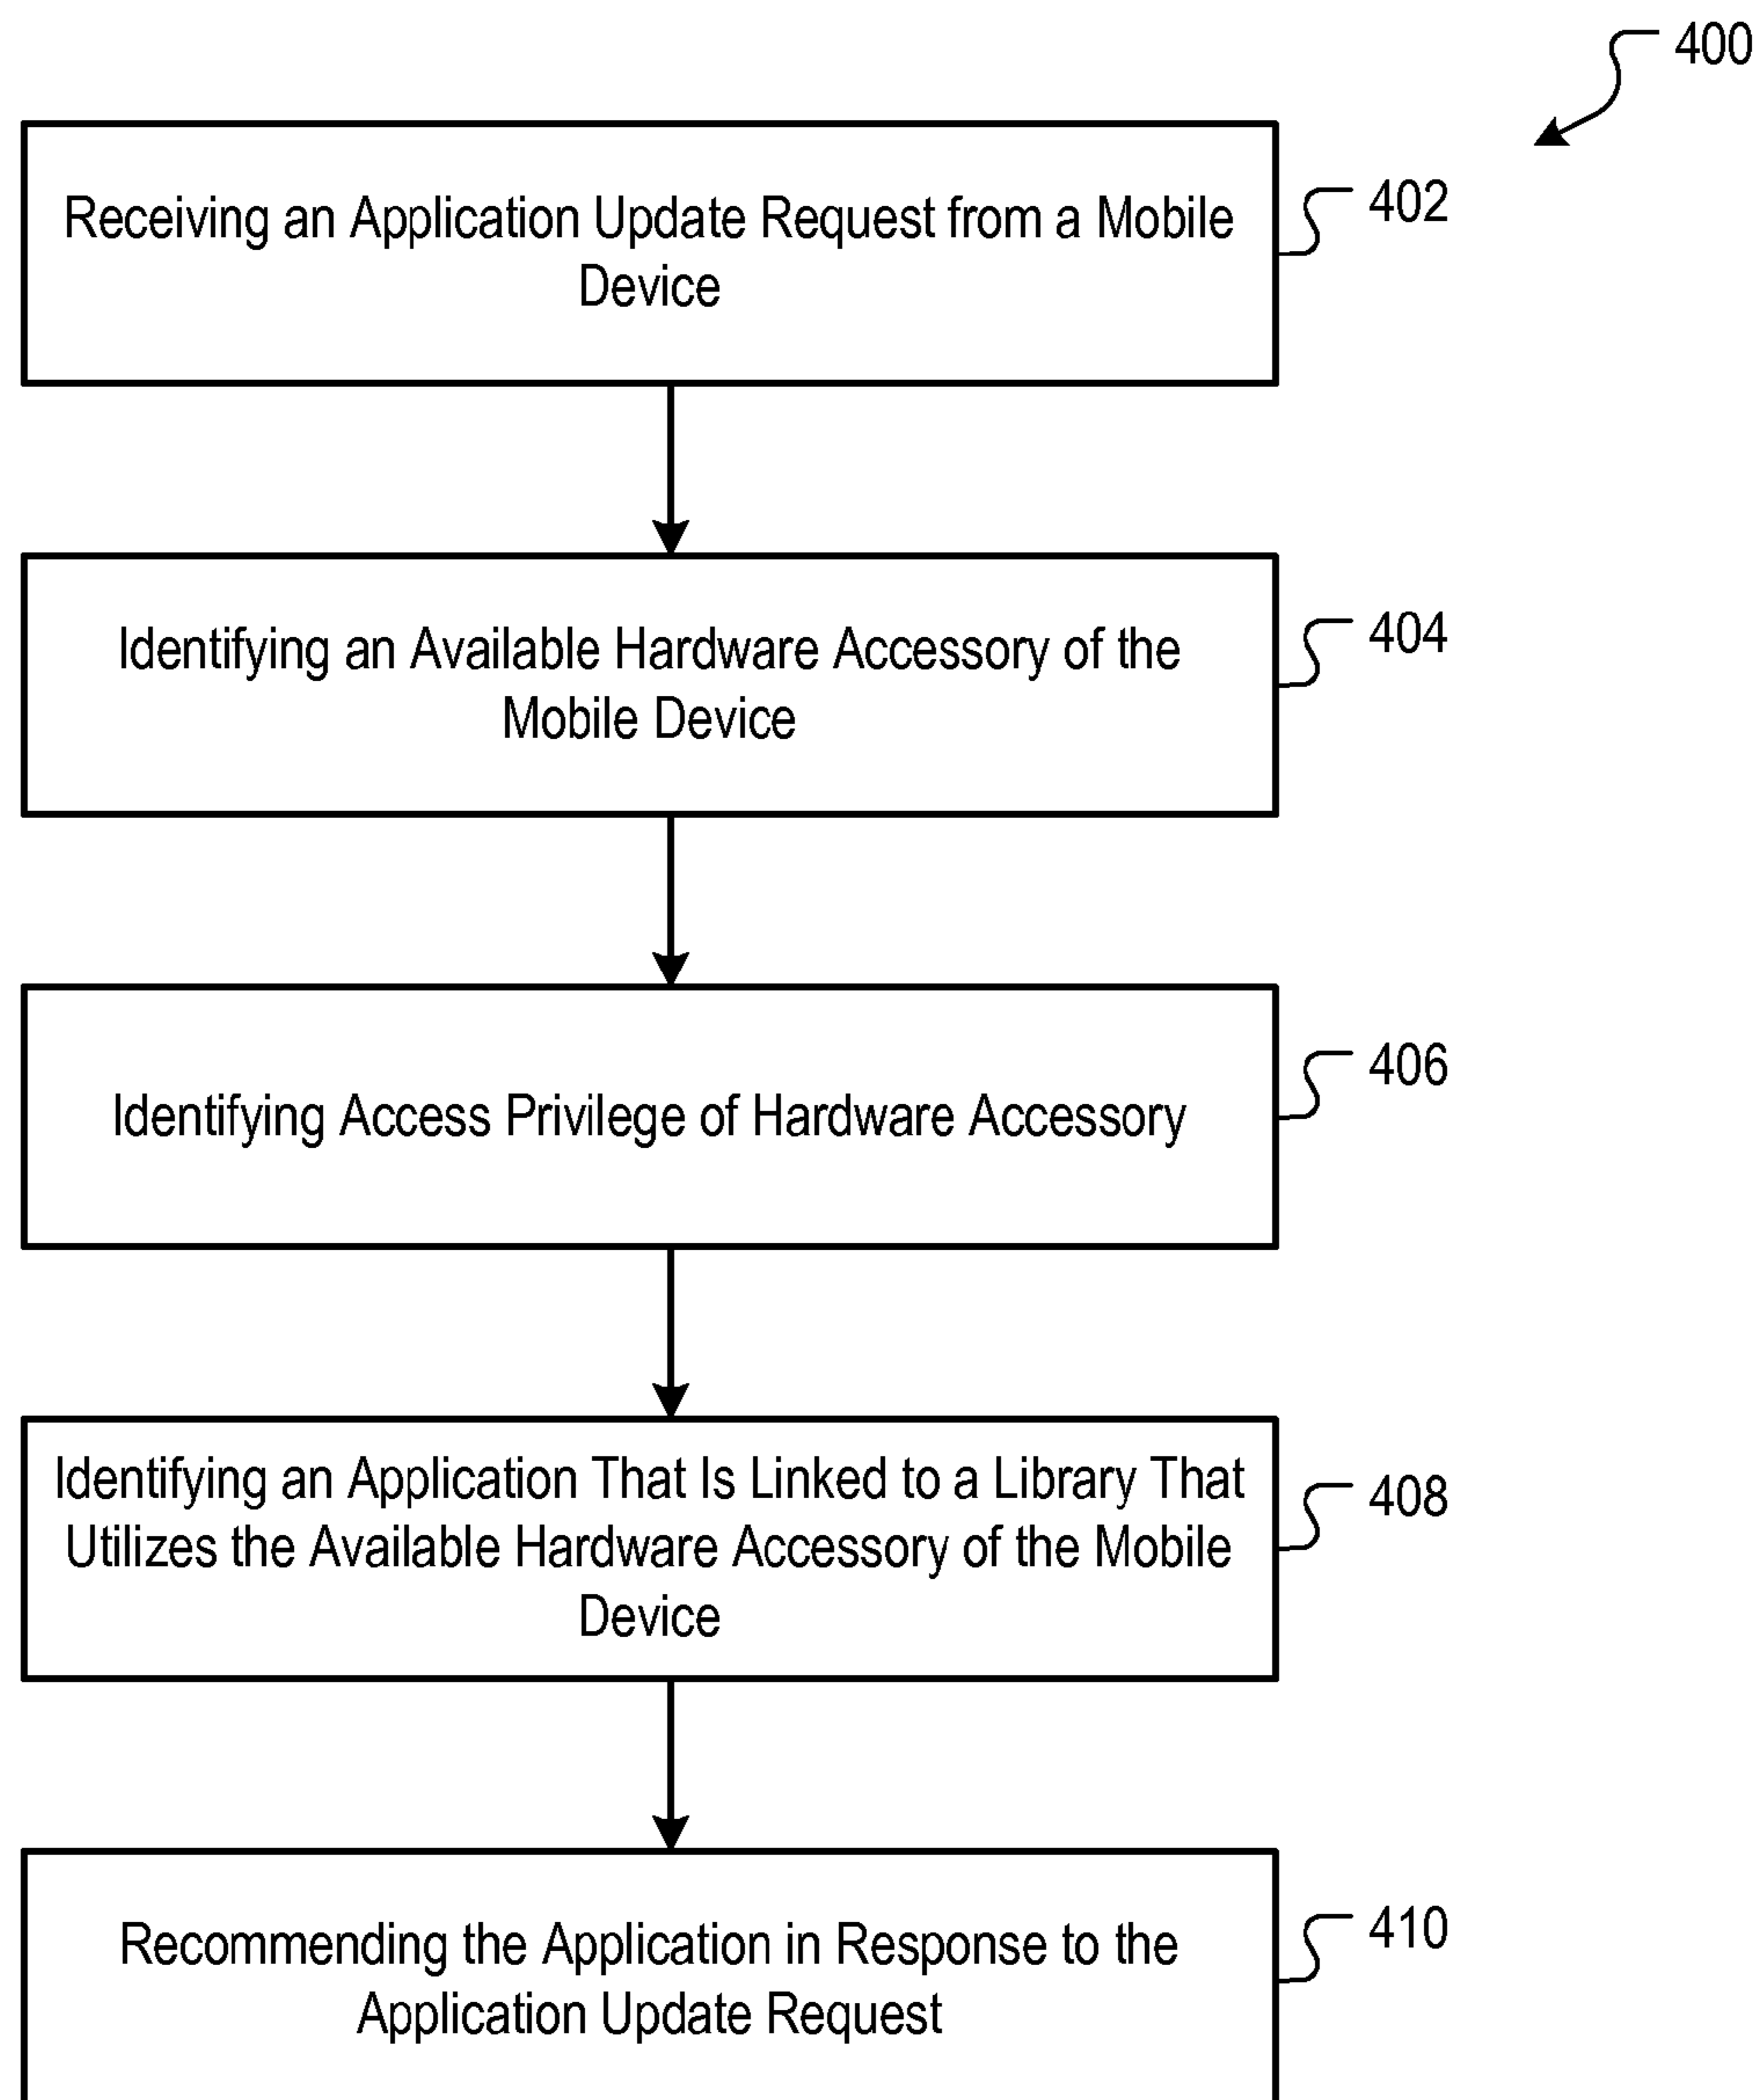 400
Receiving an Application Update Request from a Mobile
Device
402
Identifying an Available Hardware Accessory of the
Mobile Device
404
Identifying Access Privilege of Hardware Accessory
406
Identifying an Application That Is Linked to a Library That
Utilizes the Available Hardware Accessory of the Mobile
Device
408
Recommending the Application in Response to the
Application Update Request
410